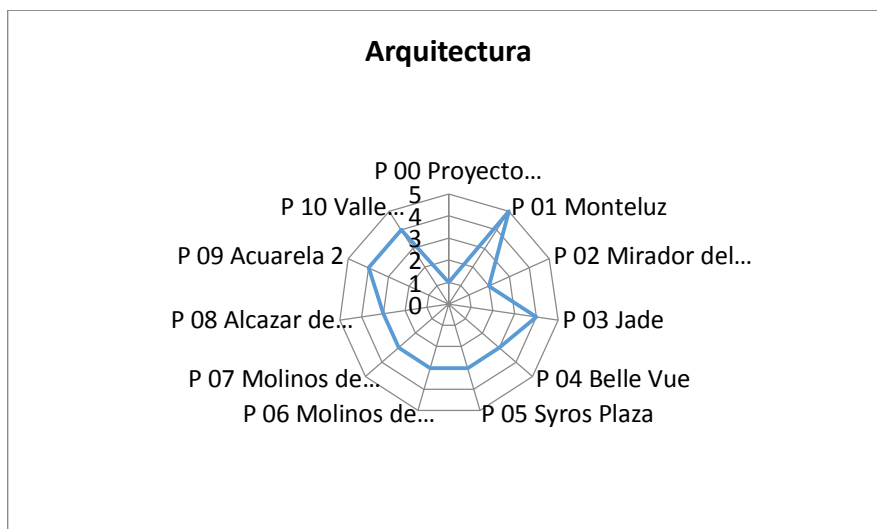 Arquitectura
P 00 Proyecto...
P 01 Monteluz
P 02 Mirador del...
P 03 Jade
P 04 Belle Vue
P 05 Syros Plaza
P 06 Molinos de...
P 07 Molinos de...
P 08 Alcazar de...
P 09 Acuarela 2
P 10 Valle...
5
4
3
2
1
0